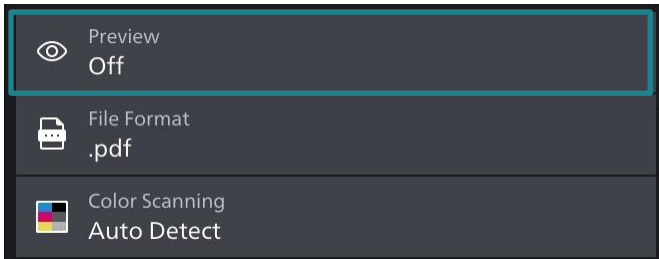 Preview
Off
File Format
.pdf
Color Scanning
Auto Detect